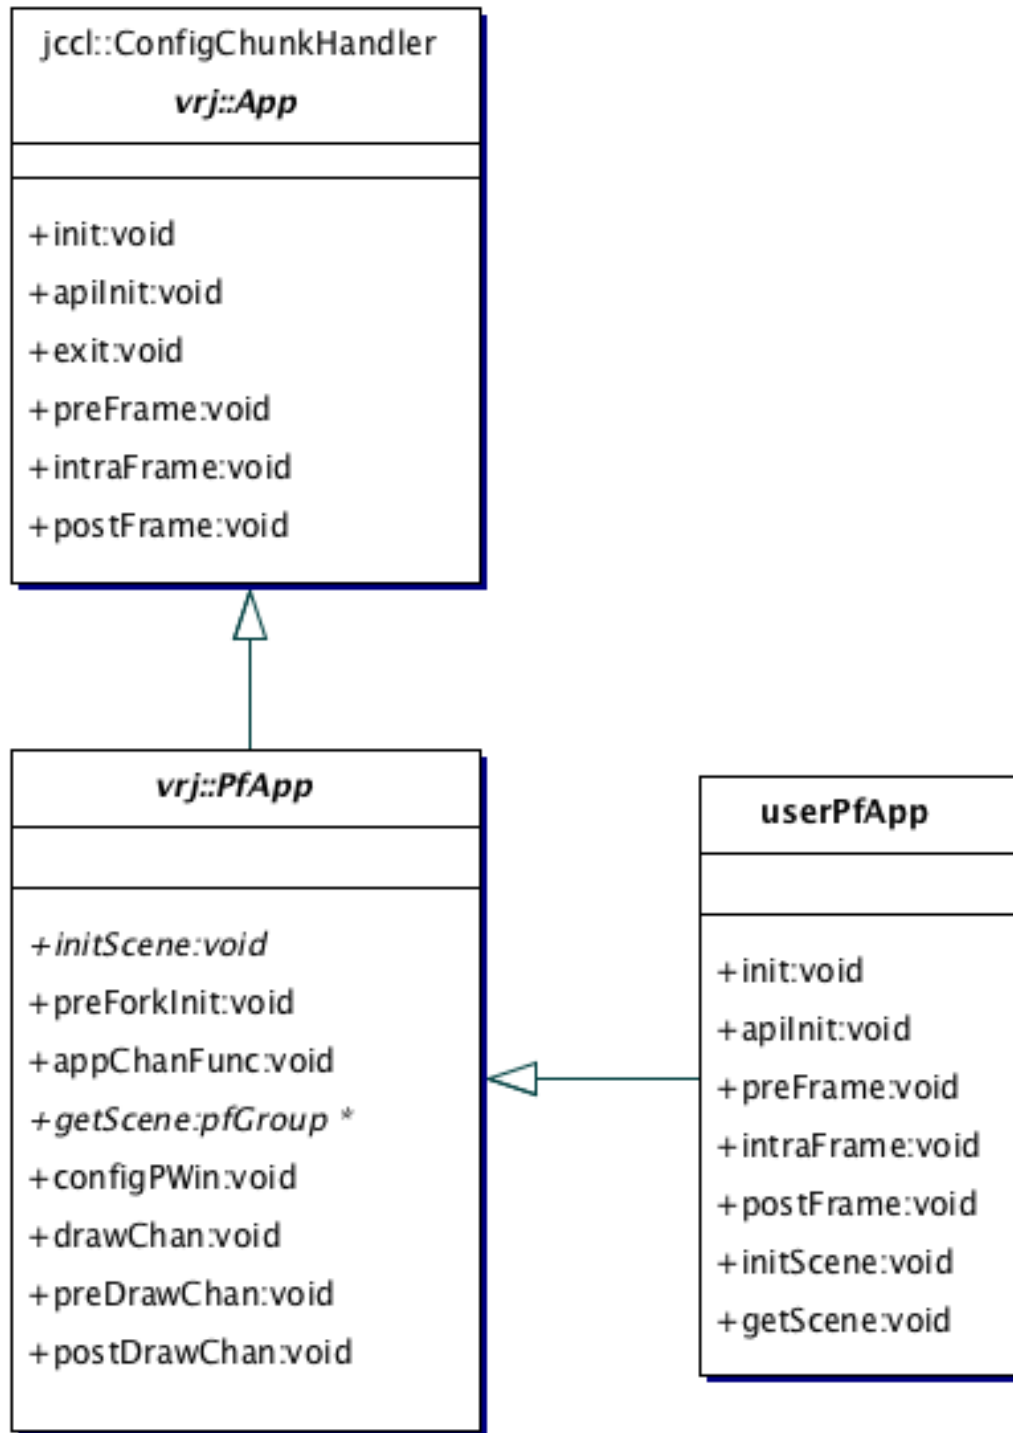 jccl::ConfigChunkHandler
vrj::App
+init:void
+apiInit:void
+exit:void
+preFrame:void
+intraFrame:void
+postFrame:void
vrj::PfApp
+initScene:void
+preForkInit:void
+appChanFunc:void
+getScene:pfGroup *
+configPWin:void
+drawChan:void
+preDrawChan:void
+postDrawChan:void
userPfApp
+init:void
+apiInit:void
+preFrame:void
+intraFrame:void
+postFrame:void
+initScene:void
+getScene:void